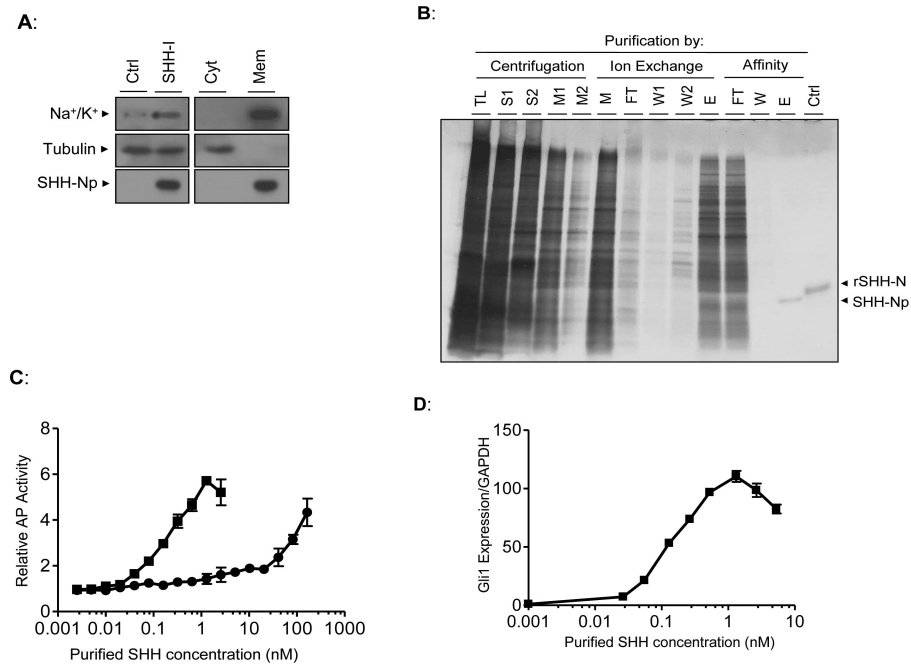 A:
Ctrl
SHH-I
Cyt
Mem
Na+/K+
Tubulin
SHH-Np
B:
Purification by:
Centrifugation
Ion Exchange
Affinity
TL
S1
S2
M1
M2
M
FT
W1
W2
E
FT
W
E
Ctrl
rSHH-N
SHH-Np
C:
Relative AP Activity
8
6
4
2
0
0.001 0.01 0.1 1 10 100 1000
Purified SHH concentration (nM)
D:
Gli1 Expression/GAPDH
150
100
50
0
0.001 0.01 0.1 1 10
Purified SHH concentration (nM)